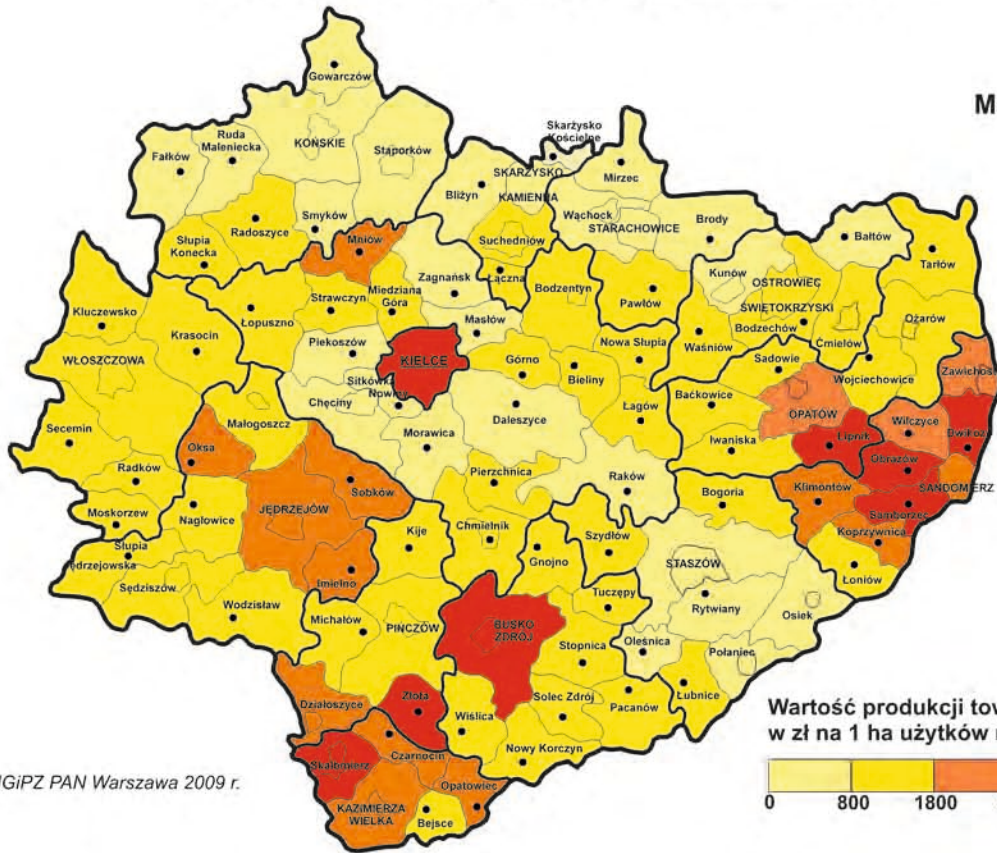 Gowarczów
M
Skarżysko
Kościelne
Ruda
Maleniecka
KOŃSKIE
Stąporków
Fałków
SKARŻYSKO
KAMIENNA
Mirzec
Bliżyn
Wąchock
STARACHOWICE
Brody
Bałtów
Smyków
Radoszyce
Słupia
Konecka
Mniów
Suchedniów
Tarłów
Zagnańsk
Łączna
Bodzentyn
Kunów
OSTROWIEC
ŚWIĘTOKRZYSKI
Kluczewsko
Łopuszno
Strawczyn
Miedziana
Góra
Pawłów
Bodzechów
Ożarów
Krasocin
Masłów
Nowa Słupia
Waśniów
Ćmielów
WŁOSZCZOWA
Piekoszów
KIELCE
Górno
Bieliny
Sadowie
Wojciechowice
Zawichost
Sitkówka
Nowiny
Chęciny
Daleszyce
Łagów
Baćkowice
OPATÓW
Wilczyce
Dwikozy
Secemin
Małogoszcz
Morawica
Iwaniska
Lipnik
Obrazów
Oksa
Radków
Sobków
Pierzchnica
Raków
Bogoria
Klimontów
SANDOMIERZ
Samborzec
Moskorzew
Nagłowice
JĘDRZEJÓW
Kije
Chmielnik
Szydłów
Koprzywnica
Słupia
Jędrzejowska
Gnojno
STASZÓW
Łoniów
Sędziszów
Imielno
Tuczępy
Rytwiany
Osiek
Wodzisław
Michałów
PIŃCZÓW
BUSKO
ZDRÓJ
Stopnica
Oleśnica
Połaniec
Działoszyce
Złota
Wiślica
Solec Zdrój
Pacanów
Łubnice
Czarnocin
Nowy Korczyn
Skalbmierz
Opatowiec
KAZIMIERZA
WIELKA
Bejsce
IGiPZ PAN Warszawa 2009 r.
Wartość produkcji tow
w zł na 1 ha użytków
0 800 1800